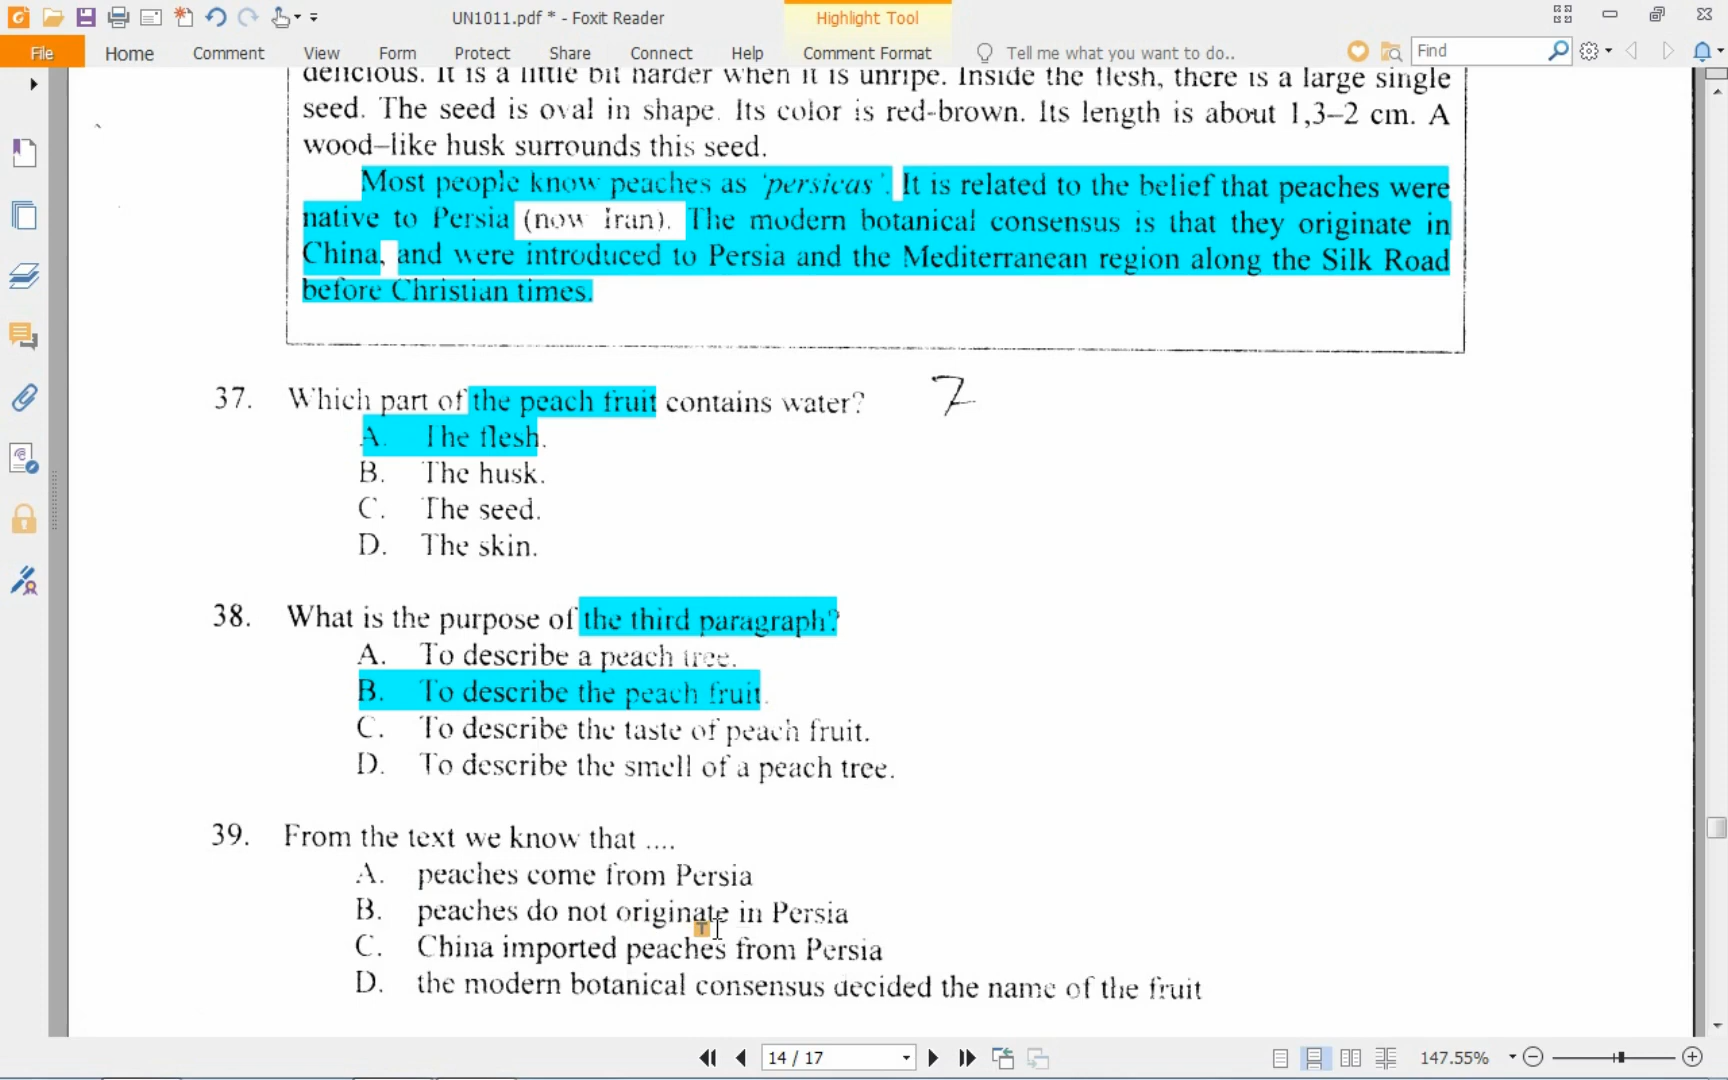 UN1011.pdf * - Foxit Reader
Highlight Tool
File
Home
Comment
View
Form
Protect
Share
Connect
Help
Comment Format
Tell me what you want to do..
Find
delicious. It is a little bit harder when it is unripe. Inside the flesh, there is a large single
seed. The seed is oval in shape. Its color is red-brown. Its length is about 1,3–2 cm. A
wood–like husk surrounds this seed.
Most people know peaches as 'persicas'. It is related to the belief that peaches were
native to Persia (now Iran). The modern botanical consensus is that they originate in
China, and were introduced to Persia and the Mediterranean region along the Silk Road
before Christian times.
37. Which part of the peach fruit contains water?
A. The flesh.
B. The husk.
C. The seed.
D. The skin.
38. What is the purpose of the third paragraph?
A. To describe a peach tree.
B. To describe the peach fruit.
C. To describe the taste of peach fruit.
D. To describe the smell of a peach tree.
39. From the text we know that ....
A. peaches come from Persia
B. peaches do not originate in Persia
C. China imported peaches from Persia
D. the modern botanical consensus decided the name of the fruit
14 / 17
147.55%